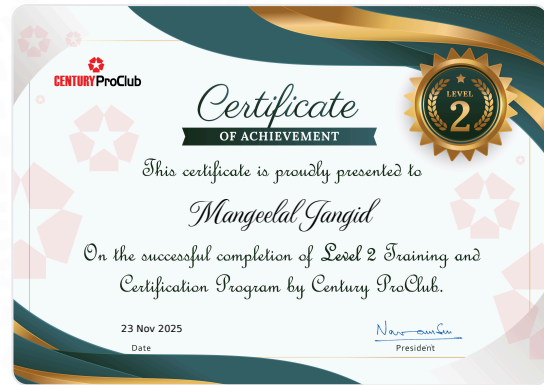 CENTURY ProClub
Certificate
OF ACHIEVEMENT
LEVEL
2
This certificate is proudly presented to
Mangeelal Jangid
On the successful completion of Level 2 Training and
Certification Program by Century ProClub.
23 Nov 2025
Date
President